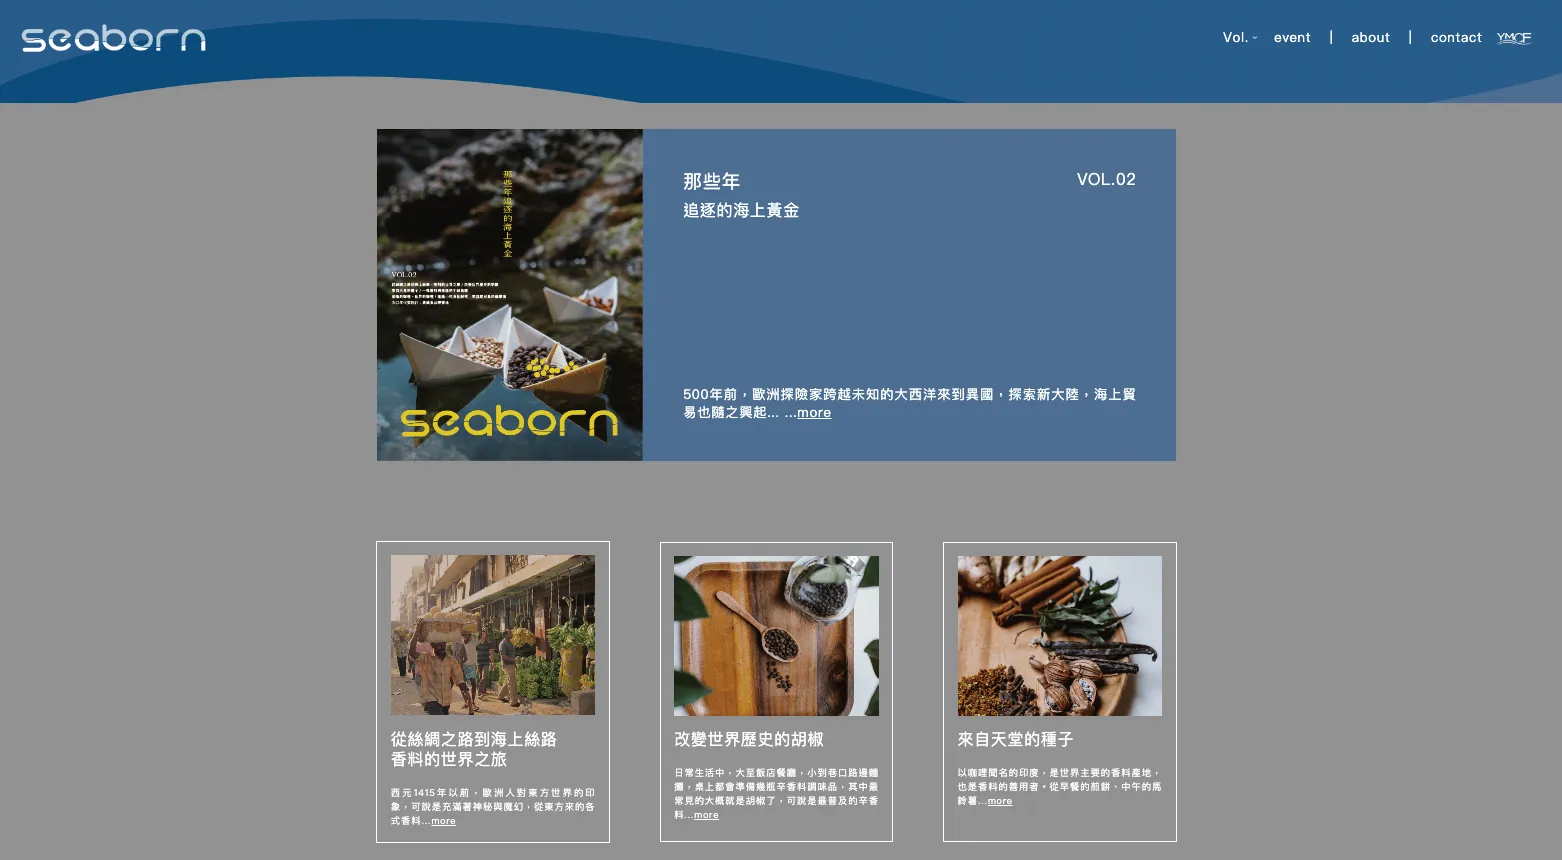 seaborn
Vol.
event
|
about
|
contact
YMCF
那些年追逐的海上黃金
VOL.02
seaborn
那些年
VOL.02
追逐的海上黃金
500年前，歐洲探險家跨越未知的大西洋來到異國，探索新大陸，海上貿
易也隨之興起... ...more
從絲綢之路到海上絲路
香料的世界之旅
西元1415年以前，歐洲人對東方世界的印
象，可說是充滿著神秘與魔幻，從東方來的各
式香料...more
改變世界歷史的胡椒
日常生活中，大至飯店餐廳，小到巷口路邊麵
攤，桌上都會準備幾瓶辛香料調味品，其中最
常見的大概就是胡椒了，可說是最普及的辛香
料...more
來自天堂的種子
以咖哩聞名的印度，是世界主要的香料產地，
也是香料的善用者。從早餐的煎餅、中午的馬
鈴薯...more